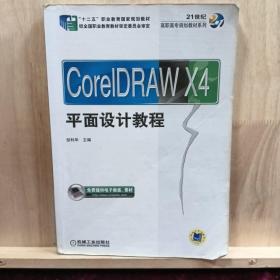 "十二五"职业教育国家规划教材
经全国职业教育教材审定委员会审定
21世纪
高职高专规划教材系列
CorelDRAW X4
平面设计教程
主编
免费提供电子教案、素材
机械工业出版社